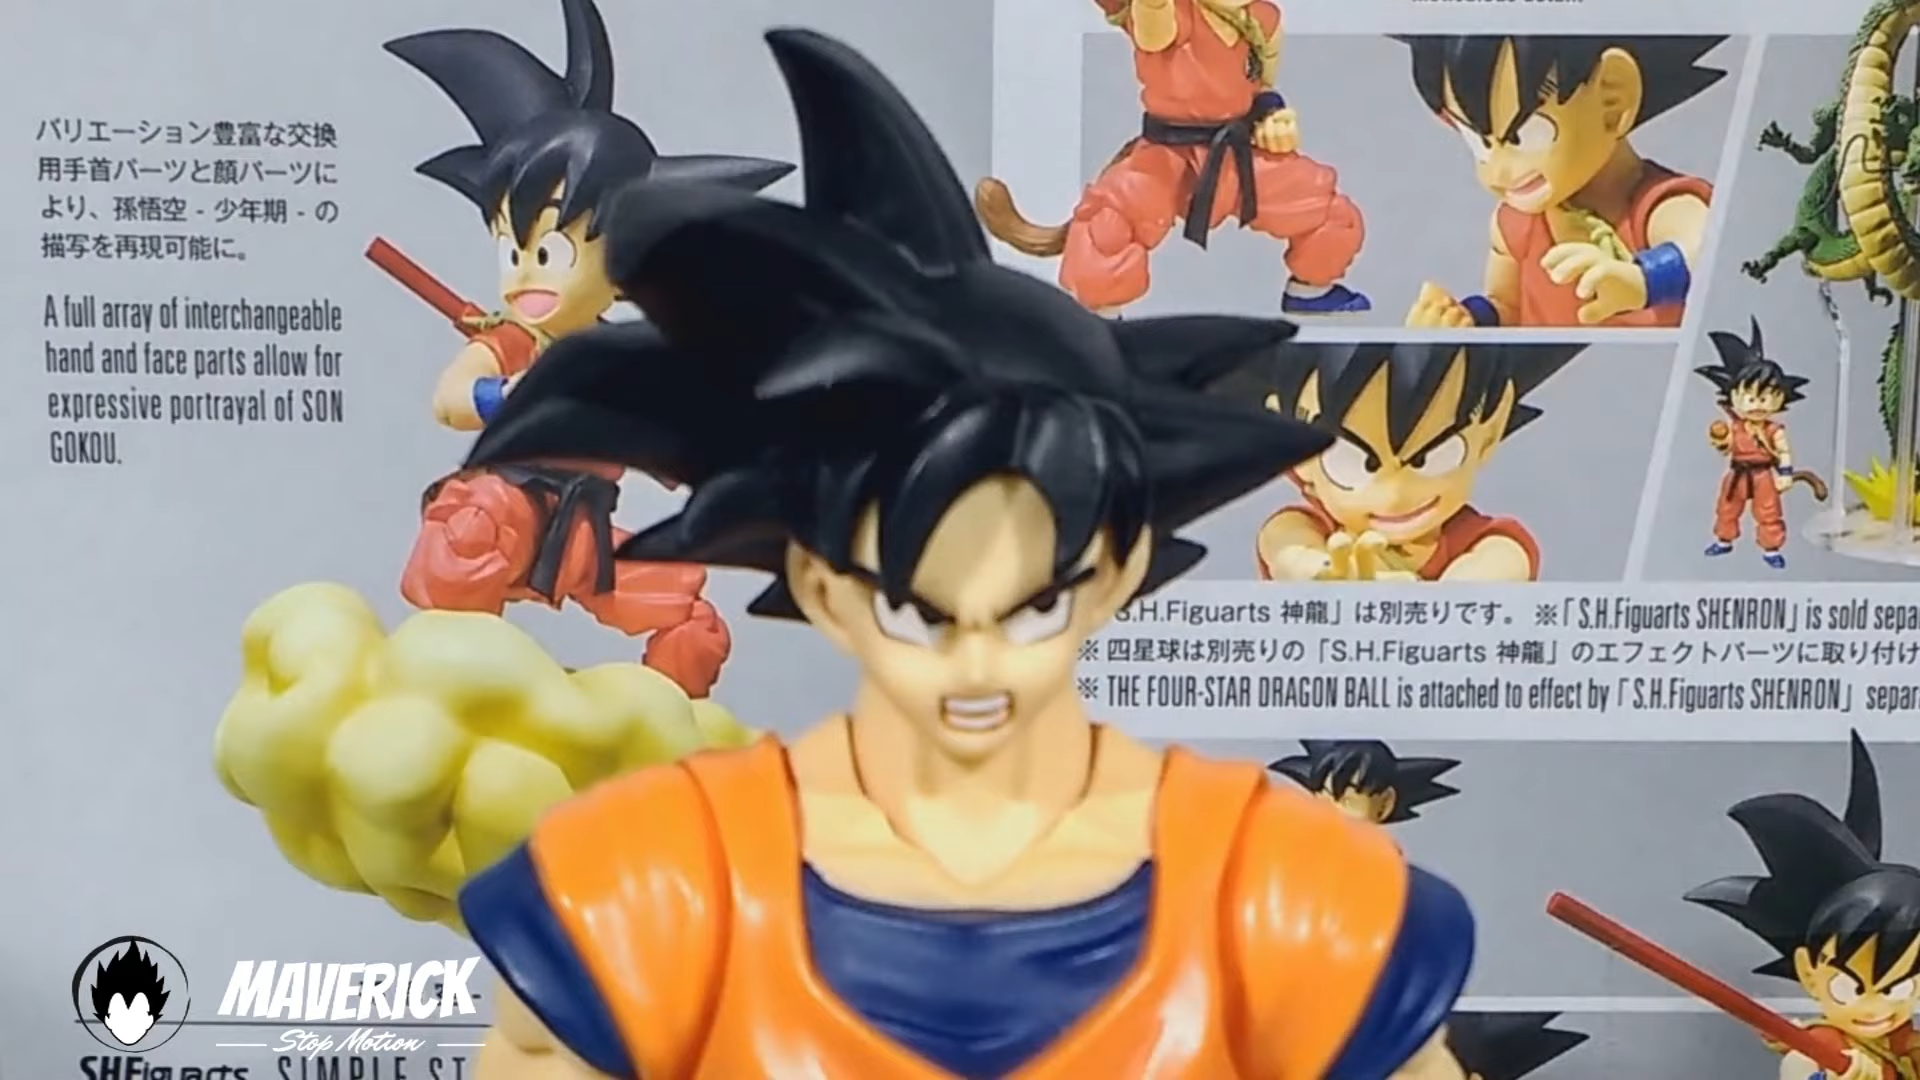 バリエーション豊富な交換
用手首パーツと顔パーツに
より、孫悟空 - 少年期 - の
描写を再現可能に。
A full array of interchangeable
hand and face parts allow for
expressive portrayal of SON
GOKOU.
S.H.Figuarts 神龍」は別売りです。 ※「S.H.Figuarts SHENRON」 is sold sepa
※ 四星球は別売りの「S.H.Figuarts 神龍」のエフェクトパーツに取り付け
※ THE FOUR-STAR DRAGON BALL is attached to effect by 「S.H.Figuarts SHENRON」 separ
MAVERICK
Stop Motion
SHFiguarts SIMPLE ST